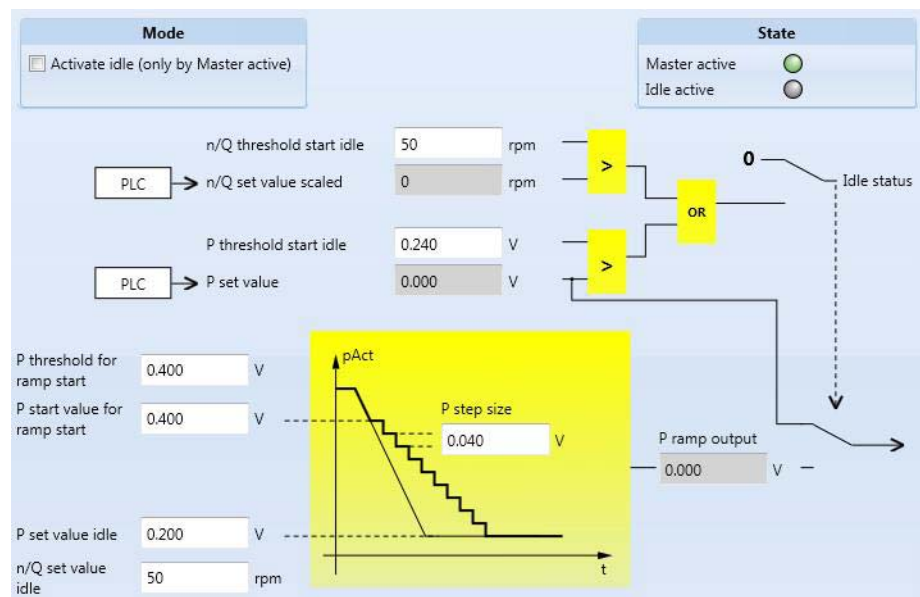 Mode
Activate idle (only by Master active)
State
Master active
Idle active
n/Q threshold start idle 50 rpm
PLC n/Q set value scaled 0 rpm
>
0
Idle status
OR
P threshold start idle 0.240 V
PLC P set value 0.000 V
>
P threshold for
ramp start 0.400 V
P start value for
ramp start 0.400 V
pAct
P step size
0.040 V
P ramp output
0.000 V
P set value idle 0.200 V
t
n/Q set value
idle 50 rpm